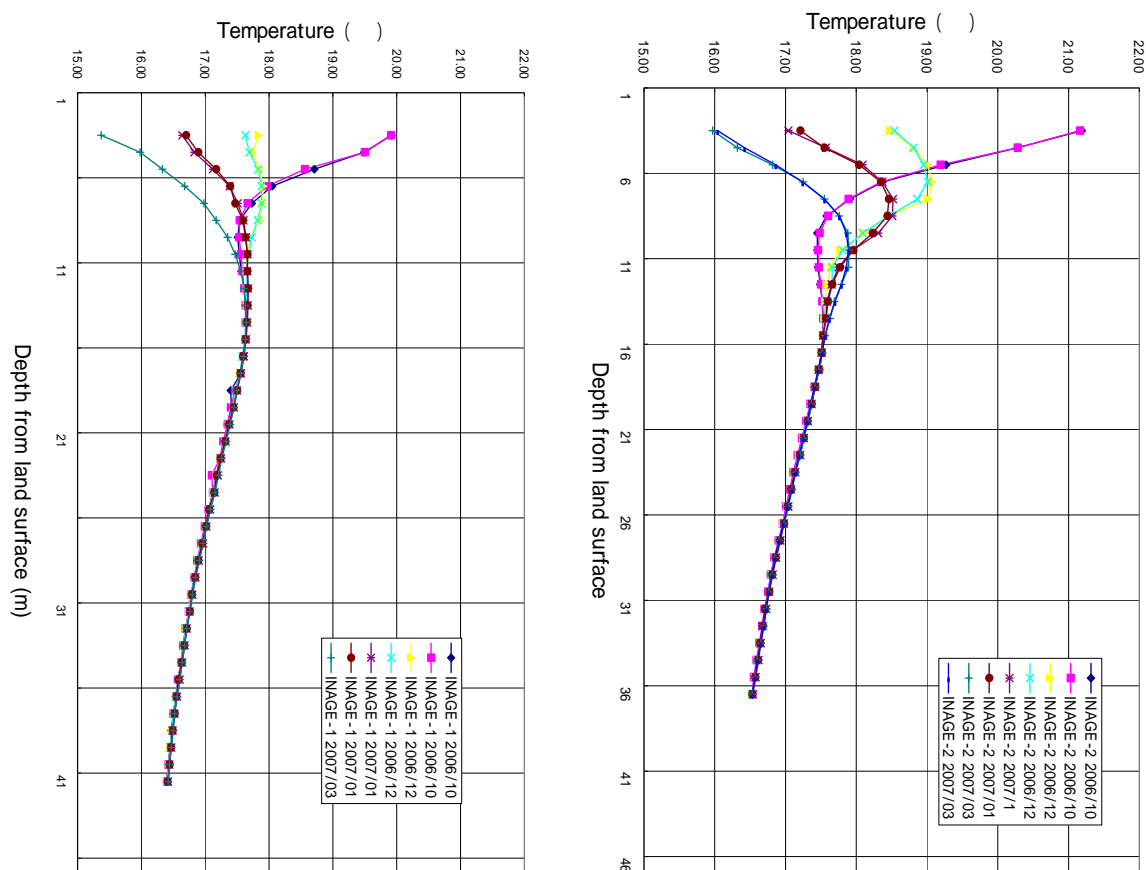 Temperature (    )
15.00
16.00
17.00
18.00
19.00
20.00
21.00
22.00
1
11
21
31
41
Depth from land surface (m)
INAGE-1 2006/10
INAGE-1 2006/10
INAGE-1 2006/12
INAGE-1 2006/12
INAGE-1 2007/01
INAGE-1 2007/01
INAGE-1 2007/03
Temperature (    )
15.00
16.00
17.00
18.00
19.00
20.00
21.00
22.00
1
6
11
16
21
26
31
36
41
46
Depth from land surface
INAGE-2 2006/10
INAGE-2 2006/10
INAGE-2 2006/12
INAGE-2 2006/12
INAGE-2 2007/1
INAGE-2 2007/01
INAGE-2 2007/03
INAGE-2 2007/03